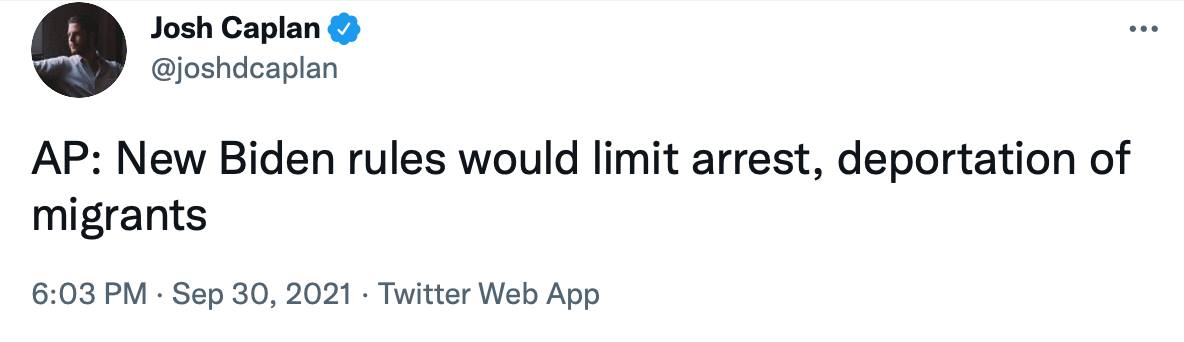 Josh Caplan
@joshdcaplan
AP: New Biden rules would limit arrest, deportation of
migrants
6:03 PM · Sep 30, 2021 · Twitter Web App